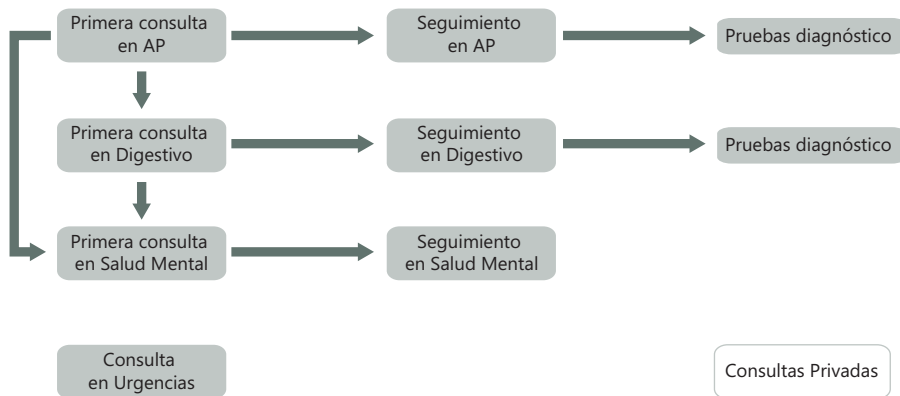 Primera consulta
en AP
Seguimiento
en AP
Pruebas diagnóstico
Primera consulta
en Digestivo
Seguimiento
en Digestivo
Pruebas diagnóstico
Primera consulta
en Salud Mental
Seguimiento
en Salud Mental
Consulta
en Urgencias
Consultas Privadas